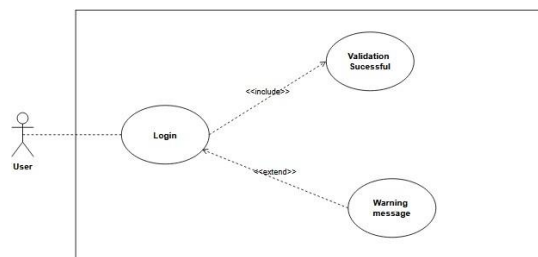 Validation
Sucessful
<<include>>
Login
User
<<extend>>
Warning
message